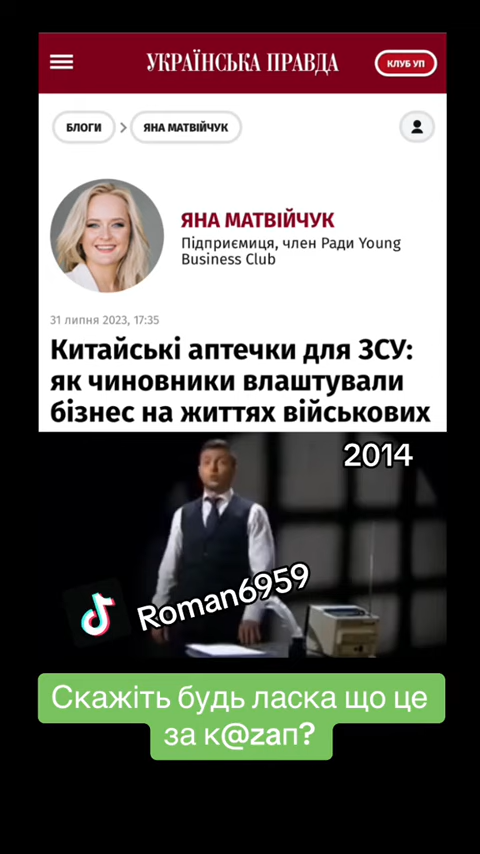 УКРАЇНСЬКА ПРАВДА
КЛУБ УП
БЛОГИ
ЯНА МАТВІЙЧУК
ЯНА МАТВІЙЧУК
Підприємиця, член Ради Young
Business Club
31 липня 2023, 17:35
Китайські аптечки для ЗСУ:
як чиновники влаштували
бізнес на життях військових
2014
Roman6959
Скажіть будь ласка що це
за к@zап?